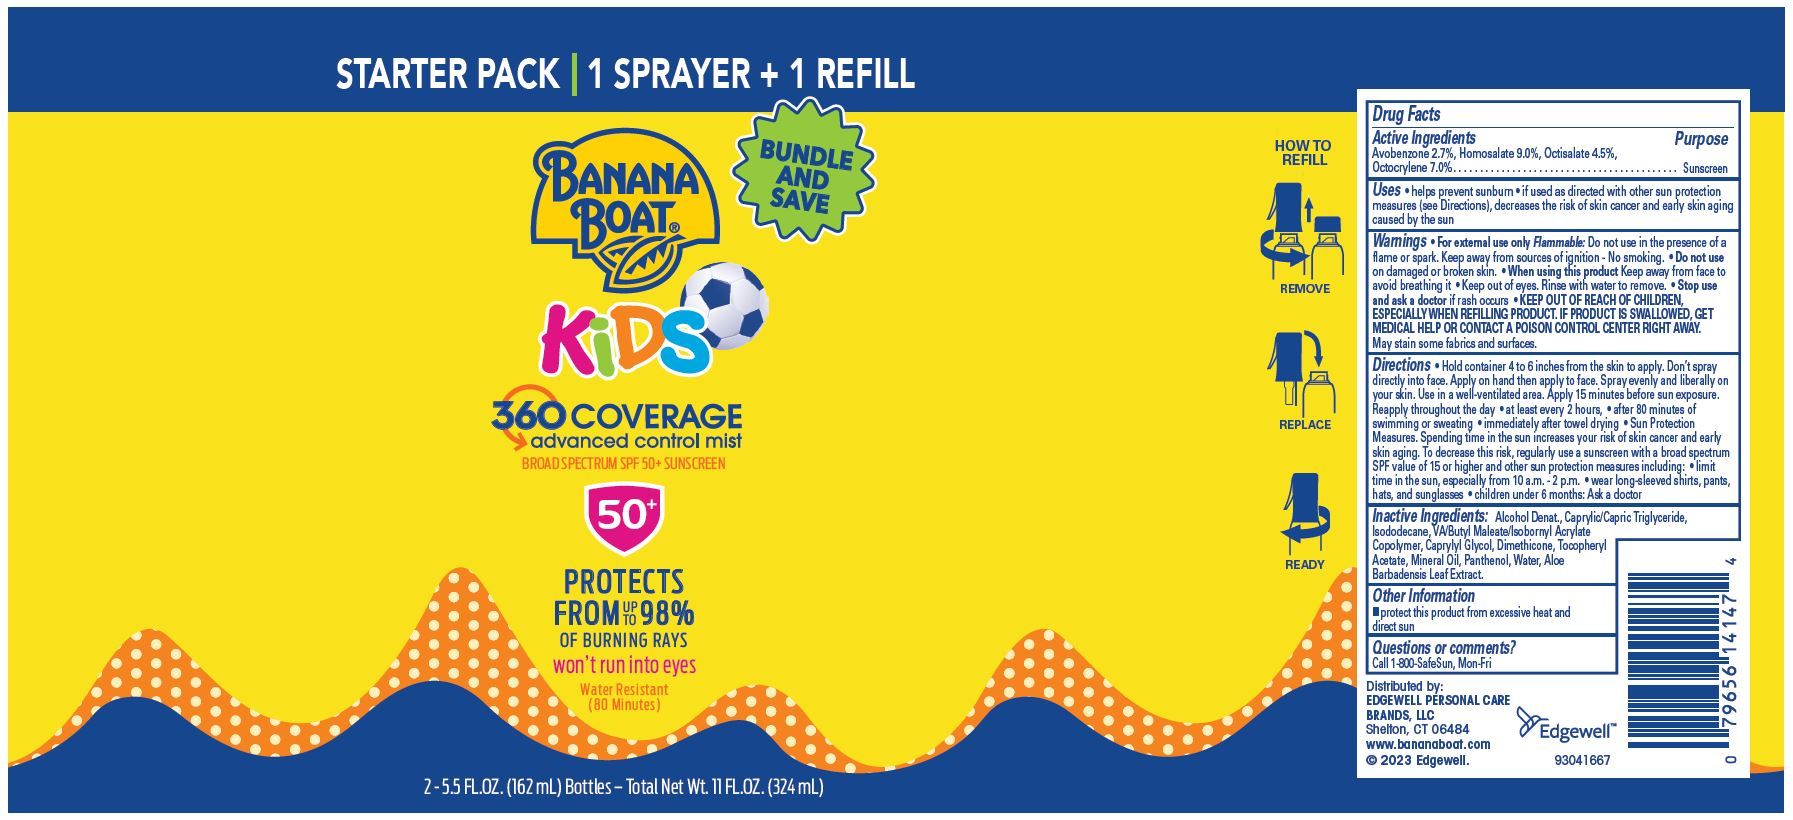 STARTER PACK | 1 SPRAYER + 1 REFILL
BUNDLE
AND
SAVE
BANANA
BOAT®
KiDS
360 COVERAGE
advanced control mist
BROAD SPECTRUM SPF 50+ SUNSCREEN
50+
PROTECTS
FROM UP TO 98%
OF BURNING RAYS
won't run into eyes
Water Resistant
(80 Minutes)
2 - 5.5 FL.OZ. (162 mL) Bottles – Total Net Wt. 11 FL.OZ. (324 mL)
HOW TO
REFILL
REMOVE
REPLACE
READY
Drug Facts
Active Ingredients Purpose
Avobenzone 2.7%, Homosalate 9.0%, Octisalate 4.5%,
Octocrylene 7.0%........................................ Sunscreen
Uses • helps prevent sunburn • if used as directed with other sun protection
measures (see Directions), decreases the risk of skin cancer and early skin aging
caused by the sun
Warnings • For external use only Flammable: Do not use in the presence of a
flame or spark. Keep away from sources of ignition - No smoking. • Do not use
on damaged or broken skin. • When using this product Keep away from face to
avoid breathing it • Keep out of eyes. Rinse with water to remove. • Stop use
and ask a doctor if rash occurs • KEEP OUT OF REACH OF CHILDREN,
ESPECIALLY WHEN REFILLING PRODUCT. IF PRODUCT IS SWALLOWED, GET
MEDICAL HELP OR CONTACT A POISON CONTROL CENTER RIGHT AWAY.
May stain some fabrics and surfaces.
Directions • Hold container 4 to 6 inches from the skin to apply. Don't spray
directly into face. Apply on hand then apply to face. Spray evenly and liberally on
your skin. Use in a well-ventilated area. Apply 15 minutes before sun exposure.
Reapply throughout the day • at least every 2 hours, • after 80 minutes of
swimming or sweating • immediately after towel drying • Sun Protection
Measures. Spending time in the sun increases your risk of skin cancer and early
skin aging. To decrease this risk, regularly use a sunscreen with a broad spectrum
SPF value of 15 or higher and other sun protection measures including: • limit
time in the sun, especially from 10 a.m. - 2 p.m. • wear long-sleeved shirts, pants,
hats, and sunglasses • children under 6 months: Ask a doctor
Inactive Ingredients: Alcohol Denat., Caprylic/Capric Triglyceride,
Isododecane, VA/Butyl Maleate/Isobornyl Acrylate
Copolymer, Caprylyl Glycol, Dimethicone, Tocopheryl
Acetate, Mineral Oil, Panthenol, Water, Aloe
Barbadensis Leaf Extract.
Other Information
■ protect this product from excessive heat and
direct sun
Questions or comments?
Call 1-800-SafeSun, Mon-Fri
Distributed by:
EDGEWELL PERSONAL CARE
BRANDS, LLC
Shelton, CT 06484
www.bananaboat.com
© 2023 Edgewell.
Edgewell™
93041667
0 79656 14147 4